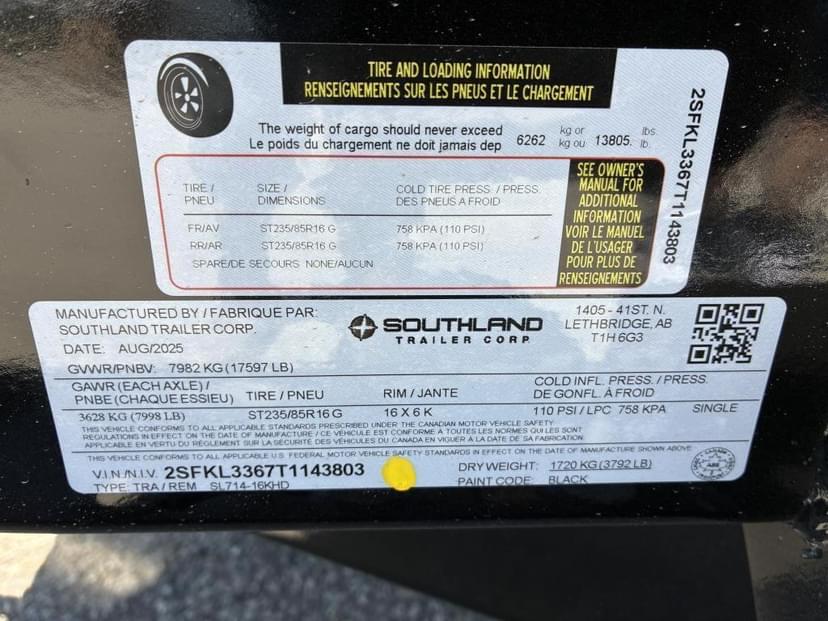 TIRE AND LOADING INFORMATION
RENSEIGNEMENTS SUR LES PNEUS ET LE CHARGEMENT
The weight of cargo should never exceed
Le poids du chargement ne doit jamais dep
6262 kg or 13805. lbs.
kg ou lb.
TIRE / SIZE / COLD TIRE PRESS. / PRESS.
PNEU DIMENSIONS DES PNEUS A FROID
FR/AV ST235/85R16 G 758 KPA (110 PSI)
RR/AR ST235/85R16 G 758 KPA (110 PSI)
SPARE/DE SECOURS NONE/AUCUN
SEE OWNER'S
MANUAL FOR
ADDITIONAL
INFORMATION
VOIR LE MANUEL
DE L'USAGER
POUR PLUS DE
RENSEIGNEMENTS
2SFKL3367T1143803
MANUFACTURED BY / FABRIQUE PAR:
SOUTHLAND TRAILER CORP.
DATE: AUG/2025
GVWR/PNBV: 7982 KG (17597 LB)
SOUTHLAND
TRAILER CORP.
1405 - 41ST. N.
LETHBRIDGE, AB
T1H 6G3
GAWR (EACH AXLE) / TIRE / PNEU RIM / JANTE COLD INFL. PRESS./ PRESS.
PNBE (CHAQUE ESSIEU) DE GONFL. À FROID
3628 KG (7998 LB) ST235/85R16 G 16 X 6 K 110 PSI / LPC 758 KPA SINGLE
THIS VEHICLE CONFORMS TO ALL APPLICABLE STANDARDS PRESCRIBED UNDER THE CANADIAN MOTOR VEHICLE SAFETY
REGULATIONS IN EFFECT ON THE DATE OF MANUFACTURE / CE VÉHICULE EST CONFORME À TOUTES LES NORMES QUI LUI SONT
APPLICABLE EN VERTU DU RÈGLEMENT SUR LA SÉCURITÉ DES VÉHICULES DU CANADA EN VIGUER À LA DATE DE SA FABRICATION.
THIS VEHICLE CONFORMS TO ALL APPLICABLE U.S. FEDERAL MOTOR VEHICLE SAFETY STANDARDS IN EFFECT ON THE DATE OF MANUFACTURE SHOWN ABOVE
V.I.N./N.I.V. 2SFKL3367T1143803 DRY WEIGHT: 1720 KG (3792 LB)
TYPE: TRA / REM SL714-16KHD PAINT CODE: BLACK